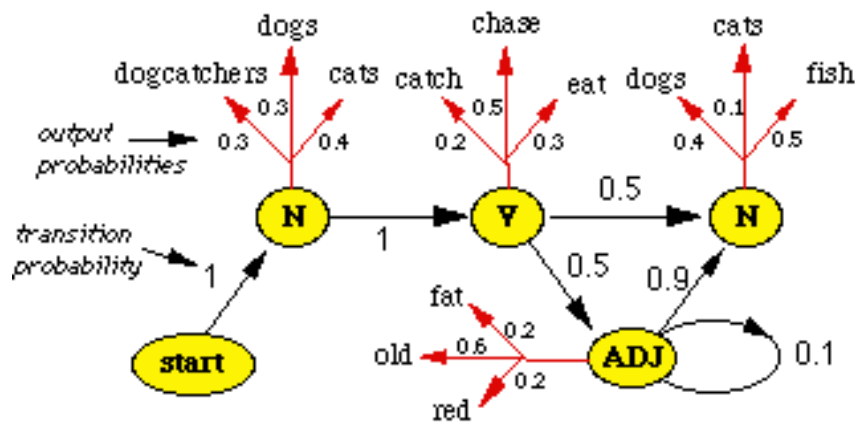 dogs
chase
cats
dogcatchers
cats
catch
eat
dogs
fish
0.3
0.5
0.1
output
probabilities
0.3
0.4
0.2
0.3
0.4
0.5
N
1
V
0.5
N
transition
probability
1
0.5
0.9
fat
0.2
old
0.6
0.2
red
start
ADJ
0.1